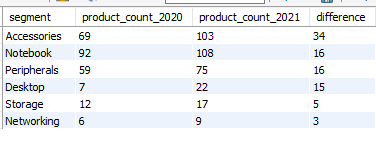 segment product_count_2020 product_count_2021 difference
Accessories 69 103 34
Notebook 92 108 16
Peripherals 59 75 16
Desktop 7 22 15
Storage 12 17 5
Networking 6 9 3